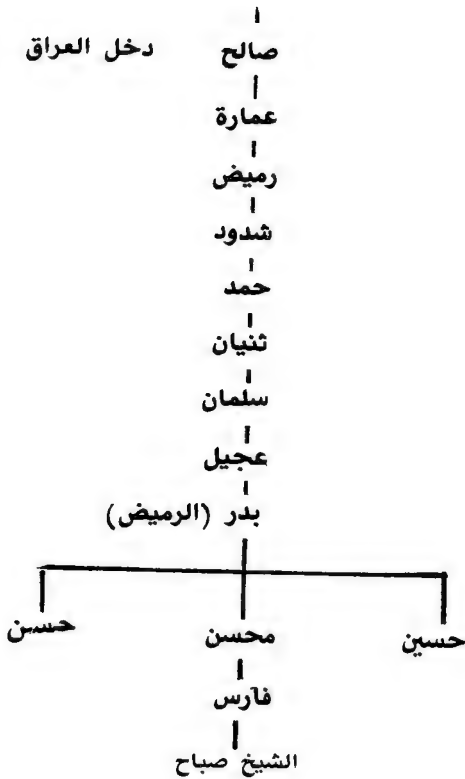 صالح دخل العراق
عمارة
رميض
شدود
حمد
ثنيان
سلمان
عجيل
بدر (الرميض)
حسين محسن حسن
فارس
الشيخ صباح